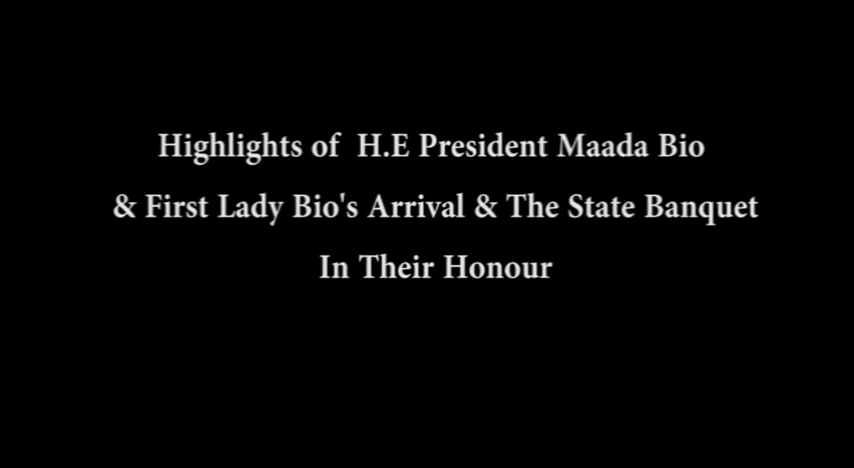 Highlights of  H.E President Maada Bio
& First Lady Bio's Arrival & The State Banquet
In Their Honour